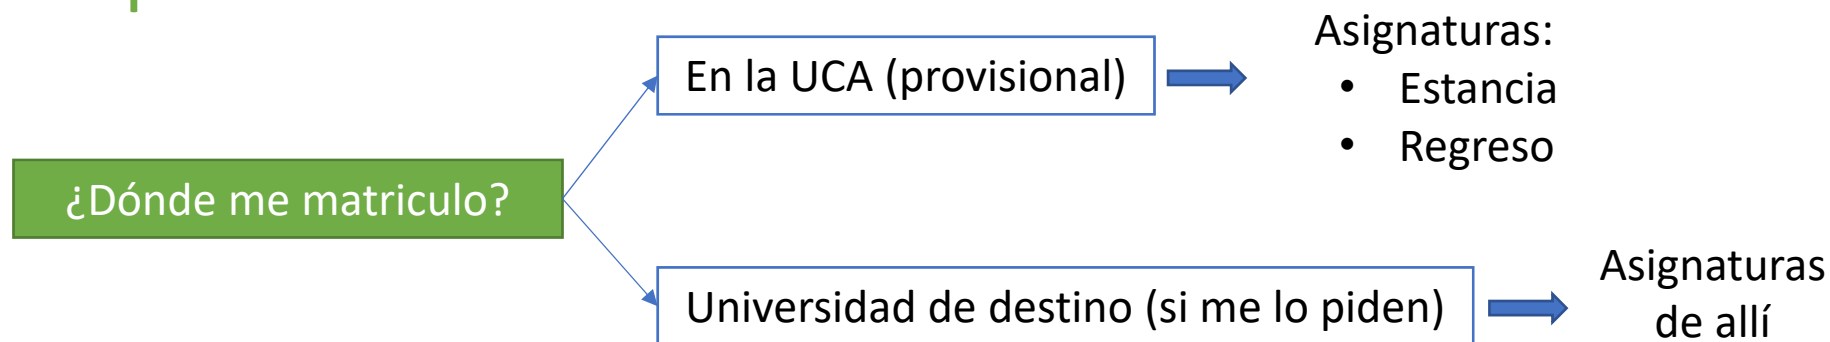 ¿Dónde me matriculo?
En la UCA (provisional)
Asignaturas:
• Estancia
• Regreso
Universidad de destino (si me lo piden)
Asignaturas
de allí